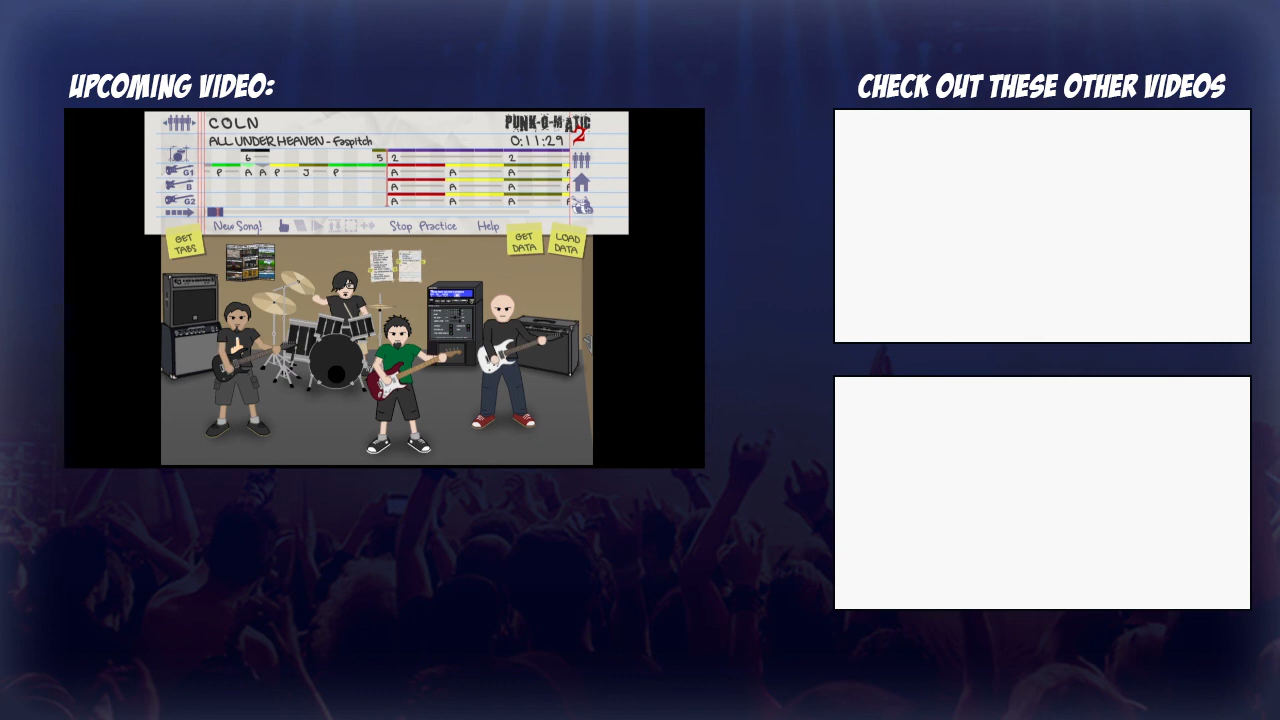 UPCOMING VIDEO:
CHECK OUT THESE OTHER VIDEOS
COLN
PUNK-O-MATIC 2
ALL UNDER HEAVEN - Faspitch
0:11:29
6 5 2 2
G1 P A A P J P A A A
B A A A
G2 A A A
New Song! Stop Practice Help
GET TABS
GET DATA
LOAD DATA